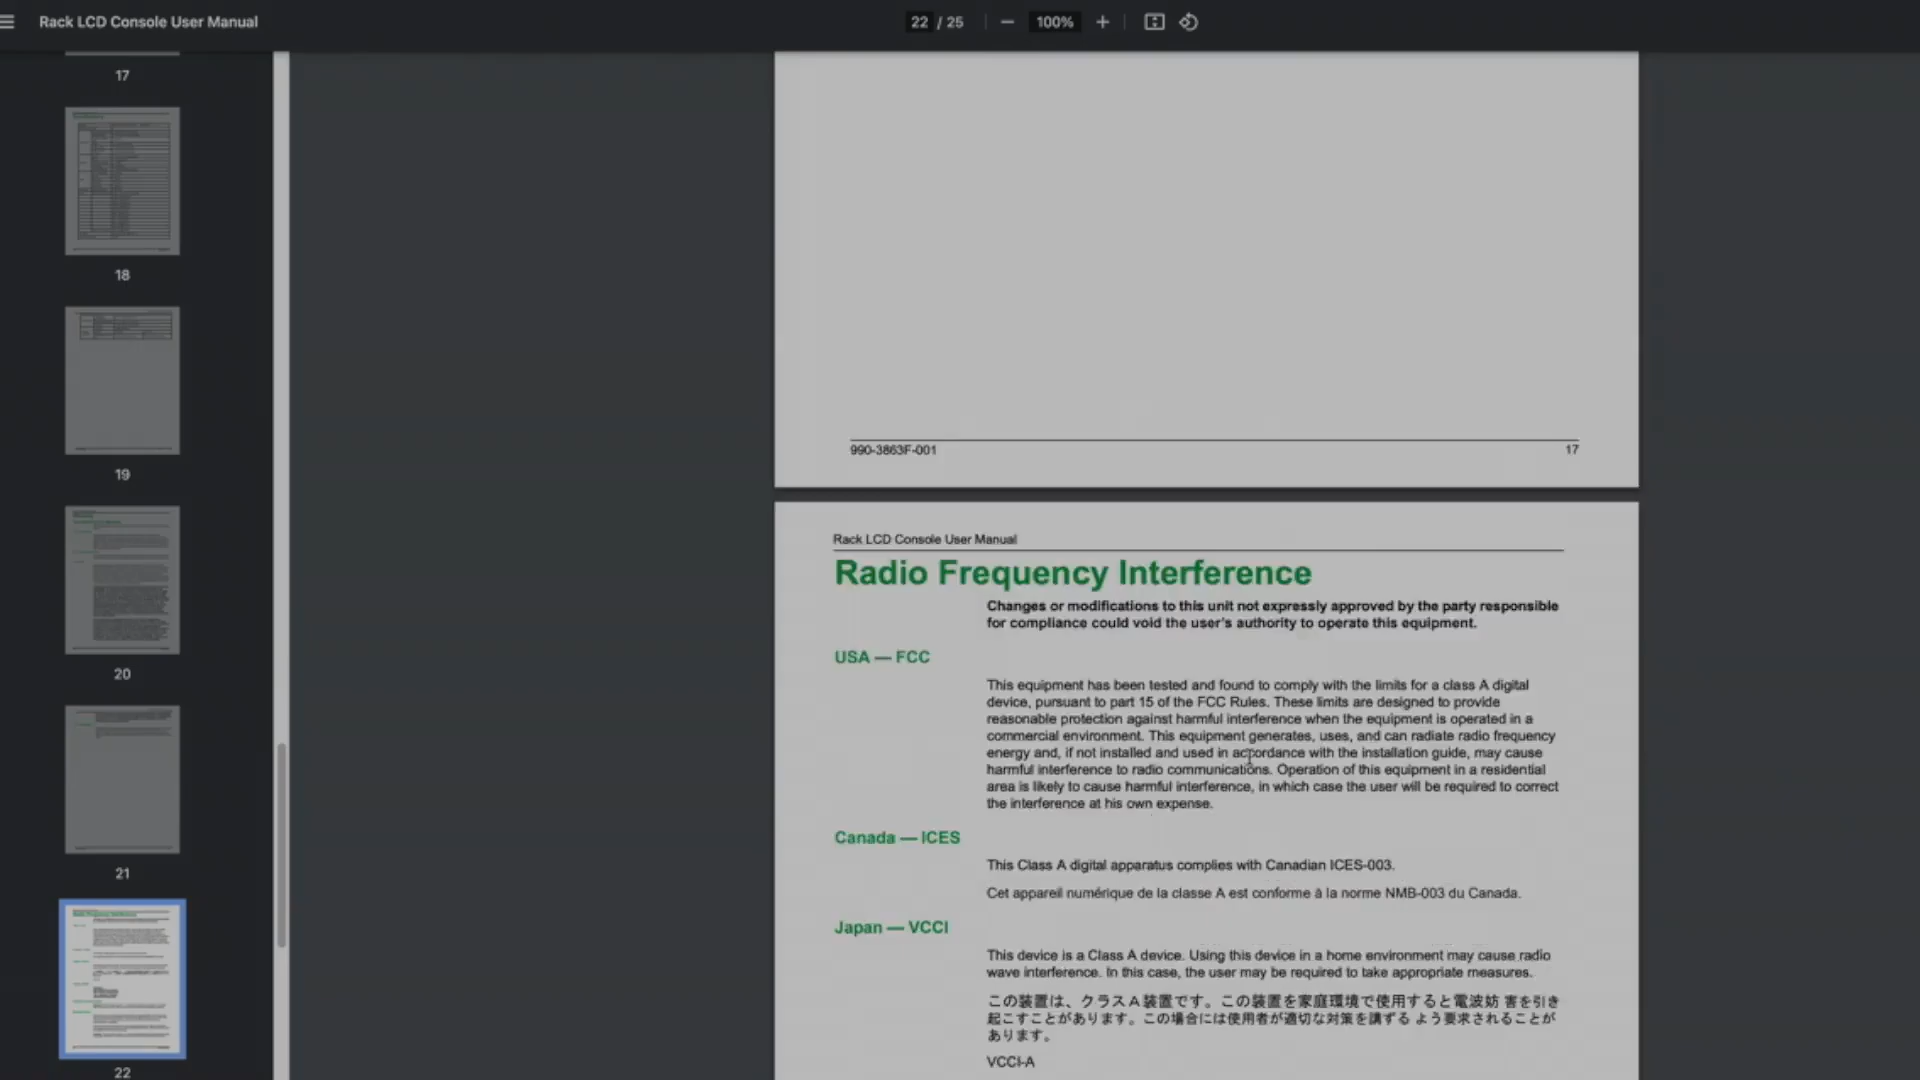 Rack LCD Console User Manual
22 / 25
100%
17
18
19
20
21
22
990-3863F-001
17
Rack LCD Console User Manual
Radio Frequency Interference
Changes or modifications to this unit not expressly approved by the party responsible
for compliance could void the user's authority to operate this equipment.
USA — FCC
This equipment has been tested and found to comply with the limits for a class A digital
device, pursuant to part 15 of the FCC Rules. These limits are designed to provide
reasonable protection against harmful interference when the equipment is operated in a
commercial environment. This equipment generates, uses, and can radiate radio frequency
energy and, if not installed and used in accordance with the installation guide, may cause
harmful interference to radio communications. Operation of this equipment in a residential
area is likely to cause harmful interference, in which case the user will be required to correct
the interference at his own expense.
Canada — ICES
This Class A digital apparatus complies with Canadian ICES-003.
Cet appareil numérique de la classe A est conforme à la norme NMB-003 du Canada.
Japan — VCCI
This device is a Class A device. Using this device in a home environment may cause radio
wave interference. In this case, the user may be required to take appropriate measures.
この装置は、クラスA装置です。この装置を家庭環境で使用すると電波妨 害を引き
起こすことがあります。この場合には使用者が適切な対策を講ずる よう要求されることが
あります。
VCCI-A